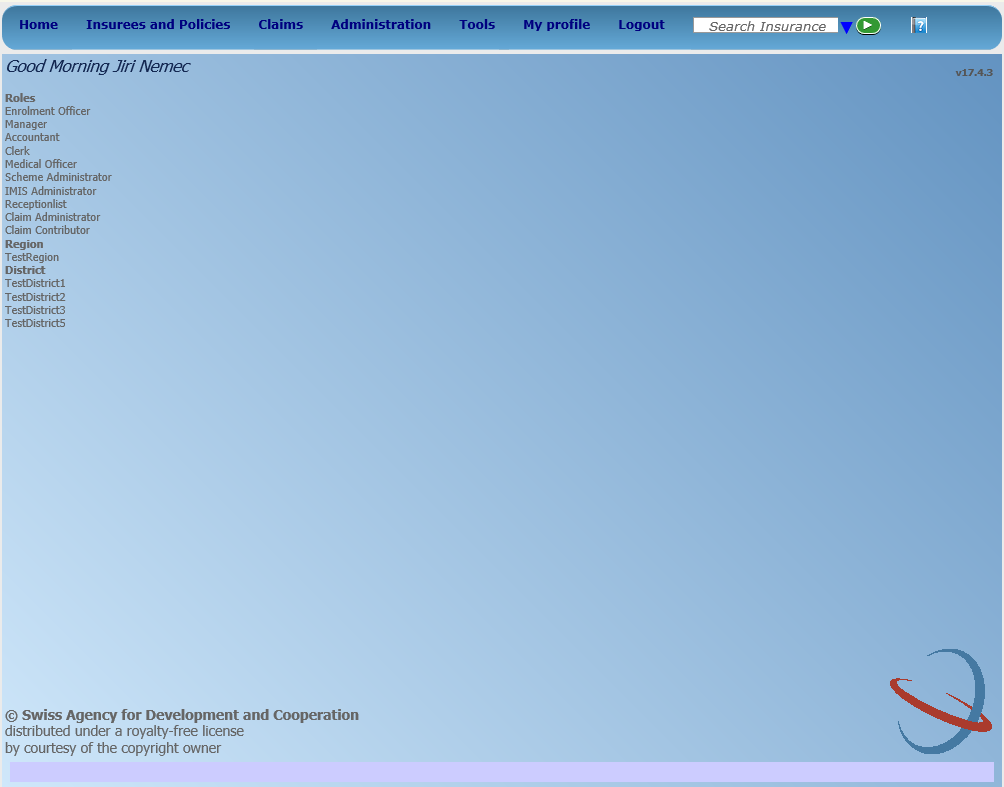 Home Insurees and Policies Claims Administration Tools My profile Logout Search Insurance
Good Morning Jiri Nemec
v17.4.3
Roles
Enrolment Officer
Manager
Accountant
Clerk
Medical Officer
Scheme Administrator
IMIS Administrator
Receptionlist
Claim Administrator
Claim Contributor
Region
TestRegion
District
TestDistrict1
TestDistrict2
TestDistrict3
TestDistrict5
© Swiss Agency for Development and Cooperation
distributed under a royalty-free license
by courtesy of the copyright owner